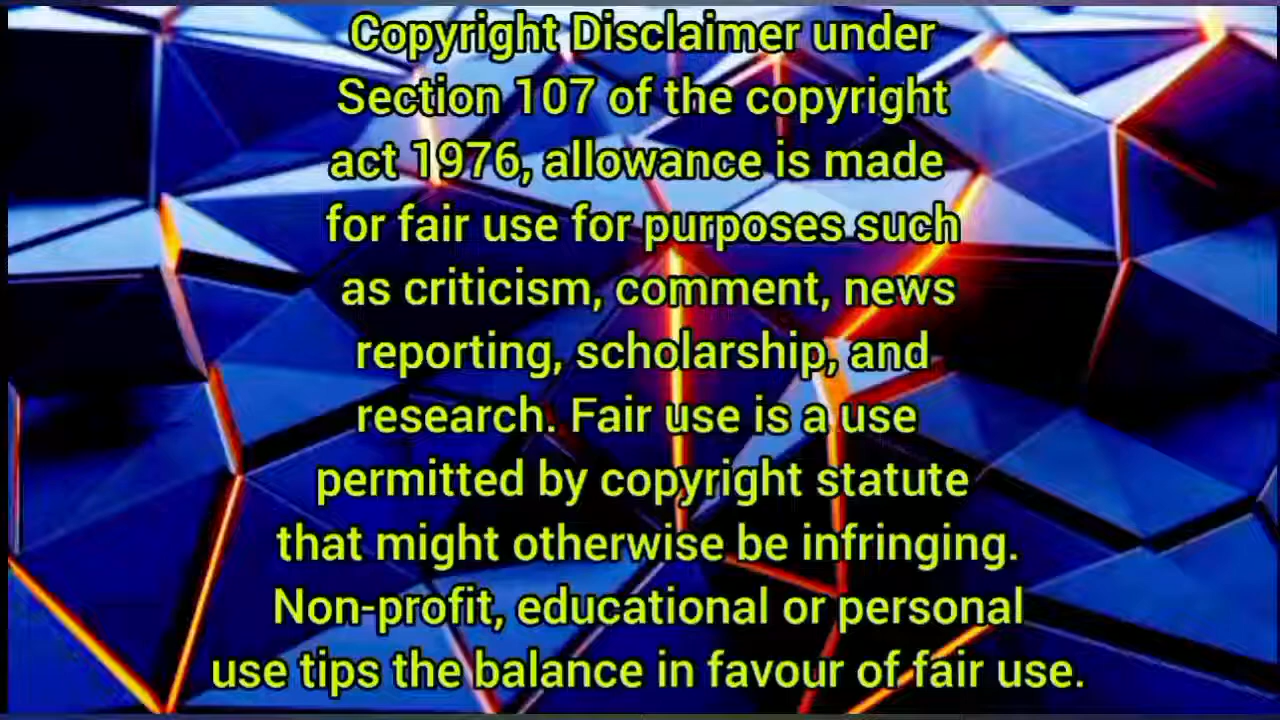 Copyright Disclaimer under
Section 107 of the copyright
act 1976, allowance is made
for fair use for purposes such
as criticism, comment, news
reporting, scholarship, and
research. Fair use is a use
permitted by copyright statute
that might otherwise be infringing.
Non-profit, educational or personal
use tips the balance in favour of fair use.